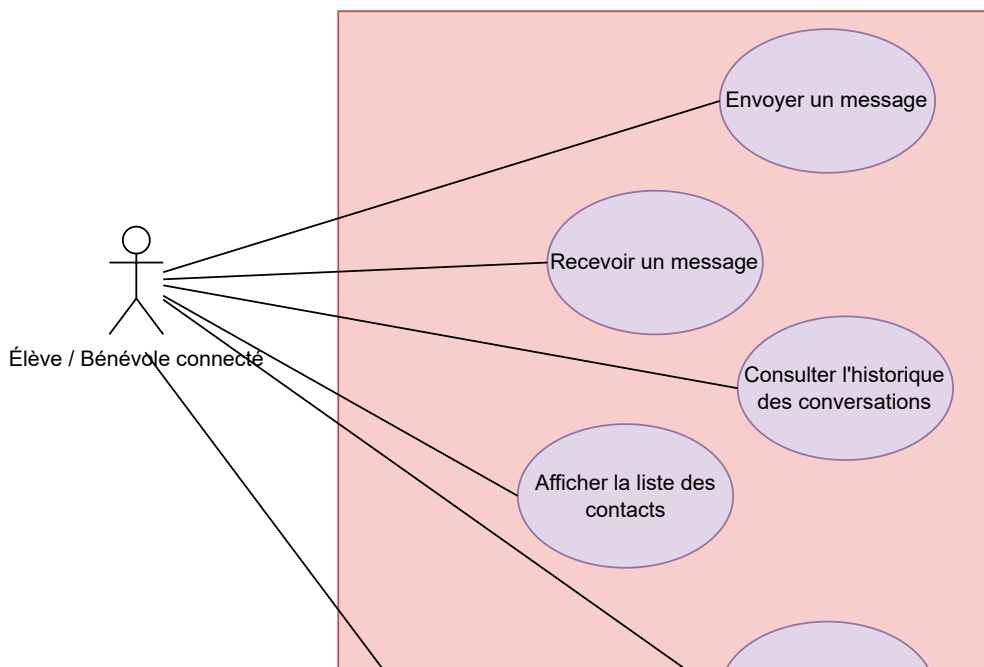 Envoyer un message
Recevoir un message
Élève / Bénévole connecté
Consulter l'historique
des conversations
Afficher la liste des
contacts